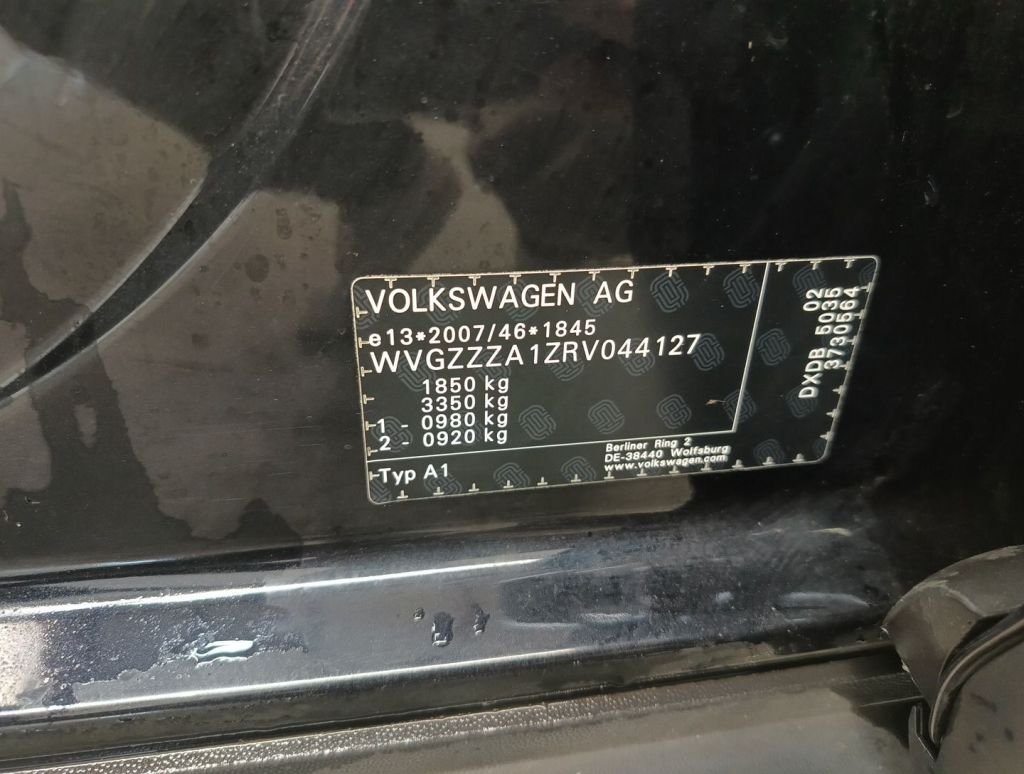 VOLKSWAGEN AG
e13*2007/46*1845
WVGZZZA1ZRV044127
1850 kg
3350 kg
1 - 0980 kg
2 - 0920 kg
Typ A1
Berliner Ring 2
DE-38440 Wolfsburg
www.volkswagen.com
02
DXDB 5035
3730564